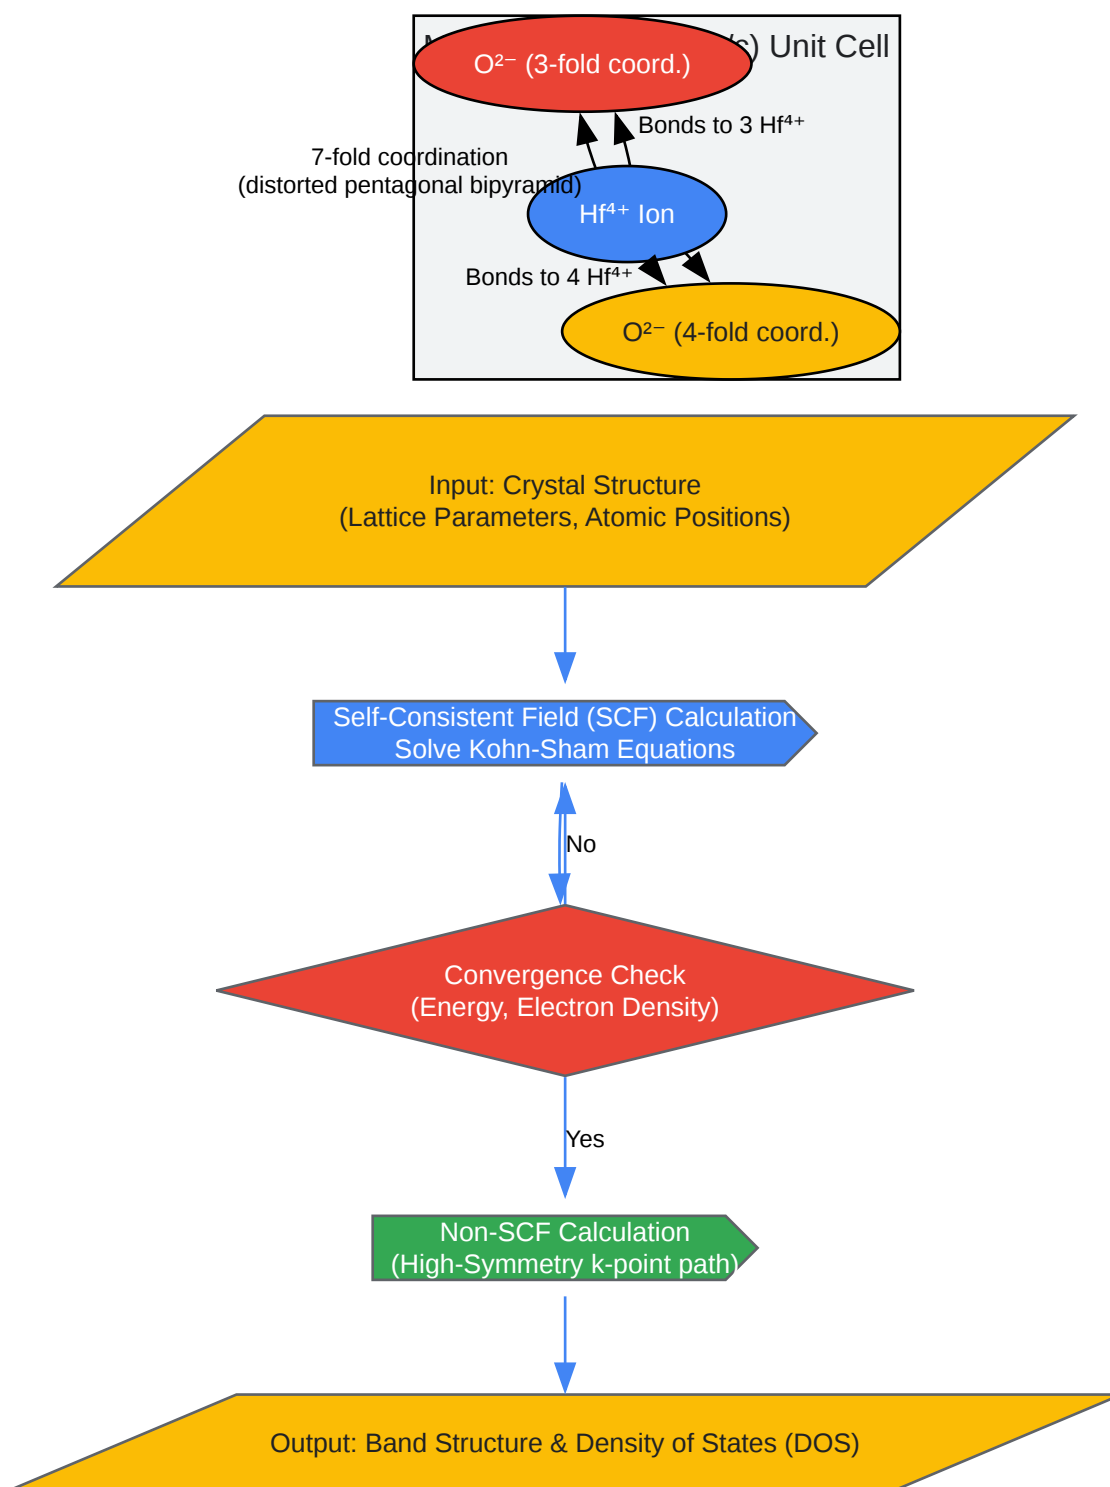 Unit Cell
O²⁻ (3-fold coord.)
Bonds to 3 Hf⁴⁺
7-fold coordination
(distorted pentagonal bipyramid)
Hf⁴⁺ Ion
Bonds to 4 Hf⁴⁺
O²⁻ (4-fold coord.)
Input: Crystal Structure
(Lattice Parameters, Atomic Positions)
Self-Consistent Field (SCF) Calculation
Solve Kohn-Sham Equations
No
Convergence Check
(Energy, Electron Density)
Yes
Non-SCF Calculation
(High-Symmetry k-point path)
Output: Band Structure & Density of States (DOS)